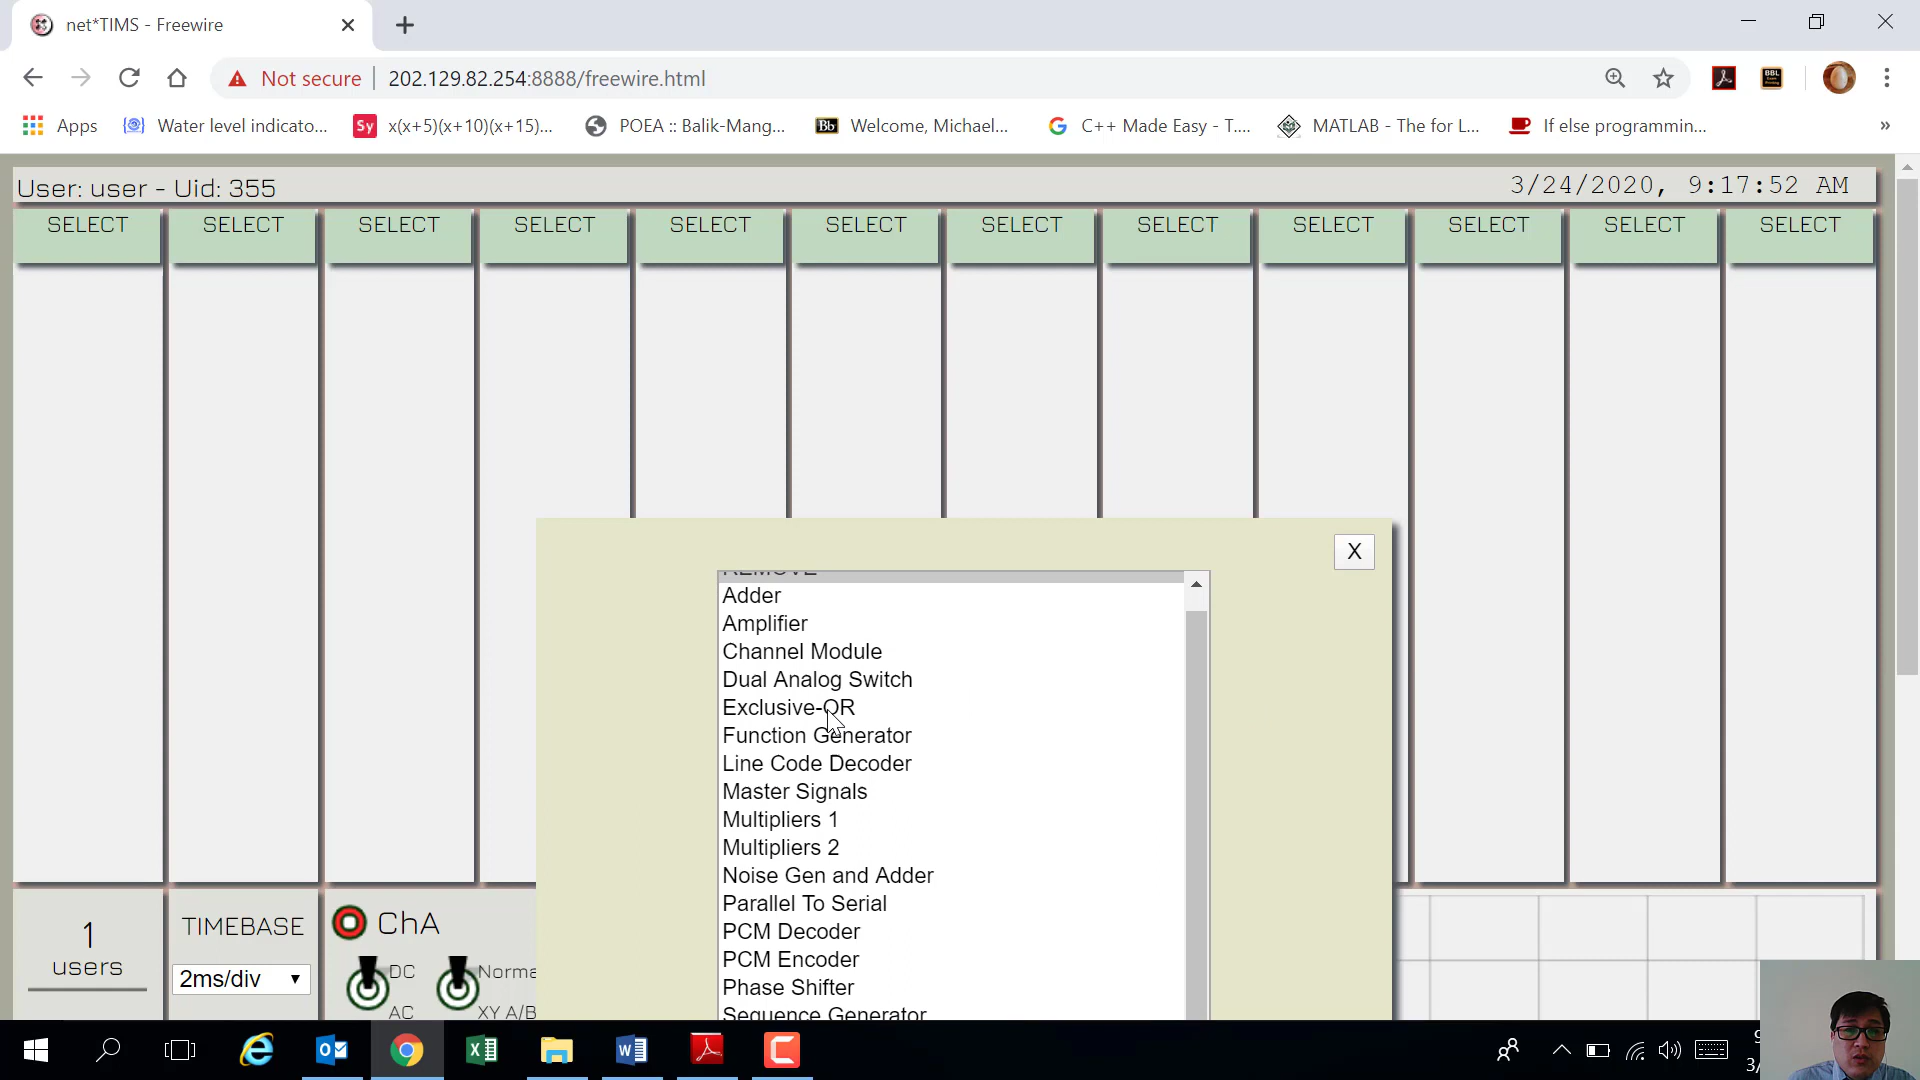 net*TIMS - Freewire
Not secure 202.129.82.254:8888/freewire.html
Apps Water level indicato... x(x+5)(x+10)(x+15)... POEA :: Balik-Mang... Welcome, Michael... C++ Made Easy - T.... MATLAB - The for L... If else programmin... »
User: user - Uid: 355 3/24/2020, 9:17:52 AM
SELECT SELECT SELECT SELECT SELECT SELECT SELECT SELECT SELECT SELECT SELECT SELECT
X
REMOVE
Adder
Amplifier
Channel Module
Dual Analog Switch
Exclusive-OR
Function Generator
Line Code Decoder
Master Signals
Multipliers 1
Multipliers 2
Noise Gen and Adder
Parallel To Serial
PCM Decoder
PCM Encoder
Phase Shifter
Sequence Generator
1
users
TIMEBASE
2ms/div
ChA
DC Norma
AC XY A/B